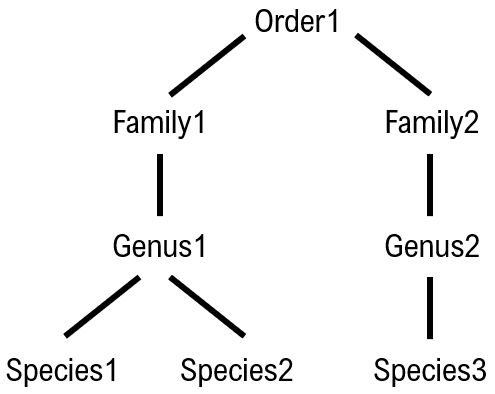 Order1
Family1 Family2
Genus1 Genus2
Species1 Species2 Species3